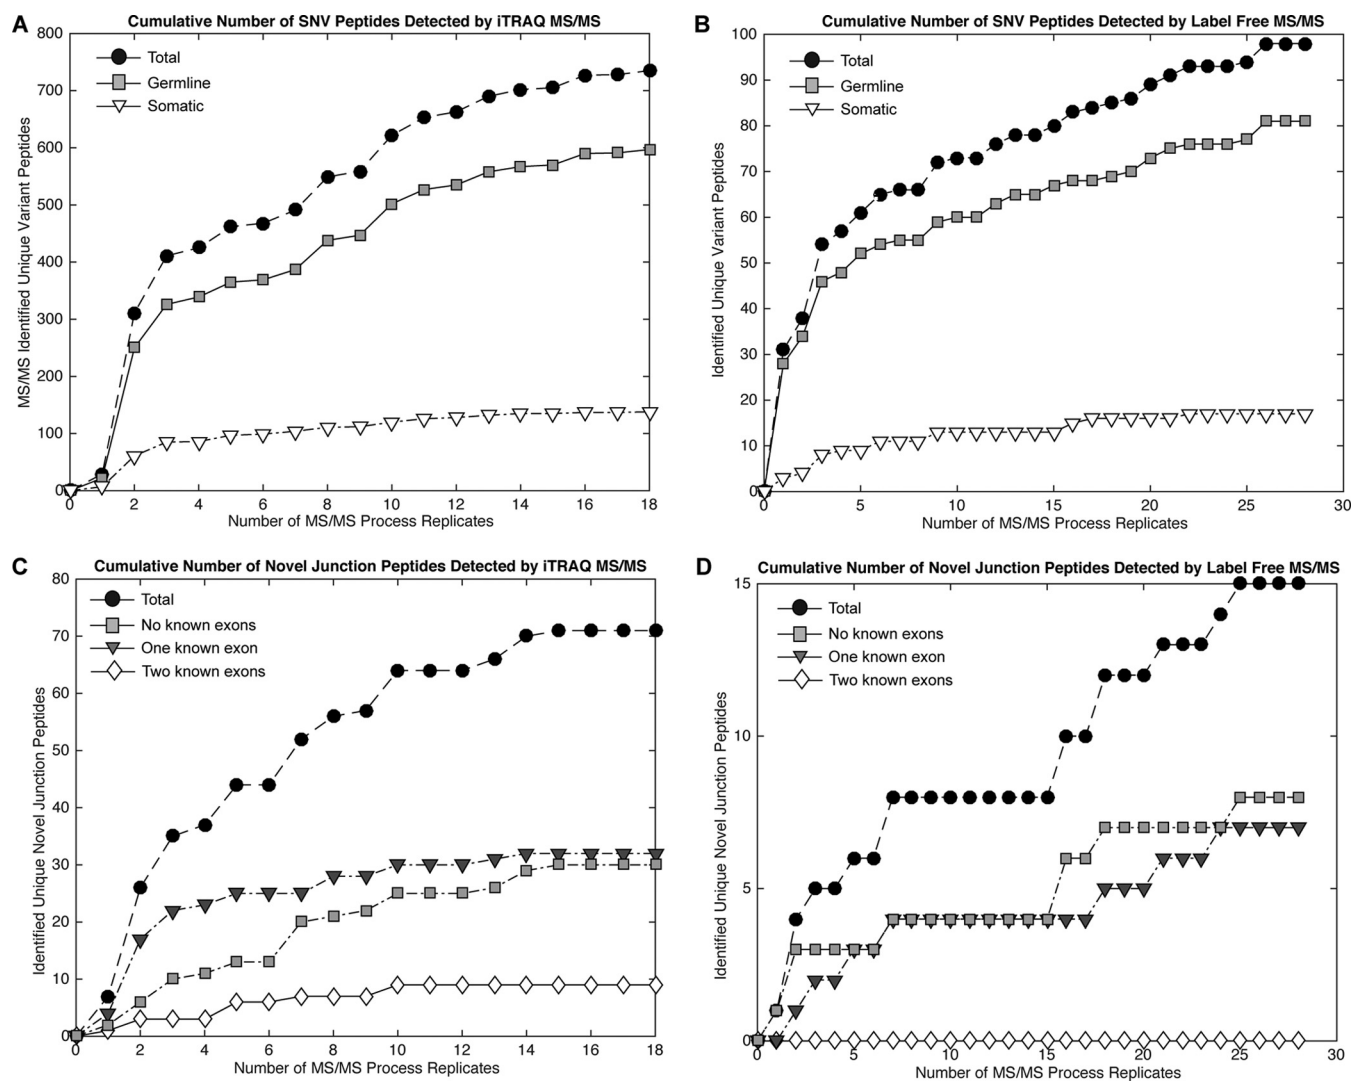 A
Cumulative Number of SNV Peptides Detected by iTRAQ MS/MS
800
700
600
500
400
300
200
100
0
MS/MS Identified Unique Variant Peptides
Total
Germline
Somatic
0 2 4 6 8 10 12 14 16 18
Number of MS/MS Process Replicates
B
Cumulative Number of SNV Peptides Detected by Label Free MS/MS
100
90
80
70
60
50
40
30
20
10
0
Identified Unique Variant Peptides
Total
Germline
Somatic
0 5 10 15 20 25 30
Number of MS/MS Process Replicates
C
Cumulative Number of Novel Junction Peptides Detected by iTRAQ MS/MS
80
70
60
50
40
30
20
10
0
Identified Unique Novel Junction Peptides
Total
No known exons
One known exon
Two known exons
0 2 4 6 8 10 12 14 16 18
Number of MS/MS Process Replicates
D
Cumulative Number of Novel Junction Peptides Detected by Label Free MS/MS
15
10
5
0
Identified Unique Novel Junction Peptides
Total
No known exons
One known exon
Two known exons
0 5 10 15 20 25 30
Number of MS/MS Process Replicates